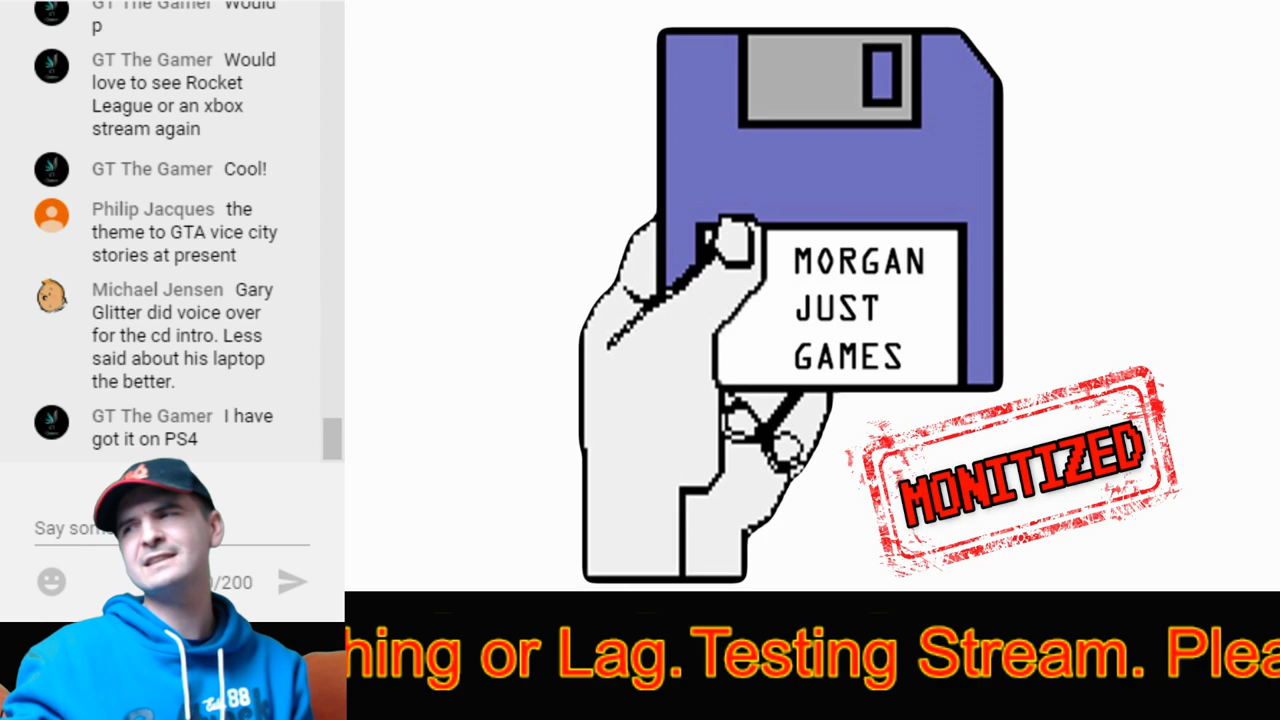 GT The Gamer Would
p
GT The Gamer Would
love to see Rocket
League or an xbox
stream again
GT The Gamer Cool!
Philip Jacques the
theme to GTA vice city
stories at present
Michael Jensen Gary
Glitter did voice over
for the cd intro. Less
said about his laptop
the better.
GT The Gamer I have
got it on PS4
Say
/200
88
MORGAN
JUST
GAMES
MONITIZED
hing or Lag. Testing Stream. Plea